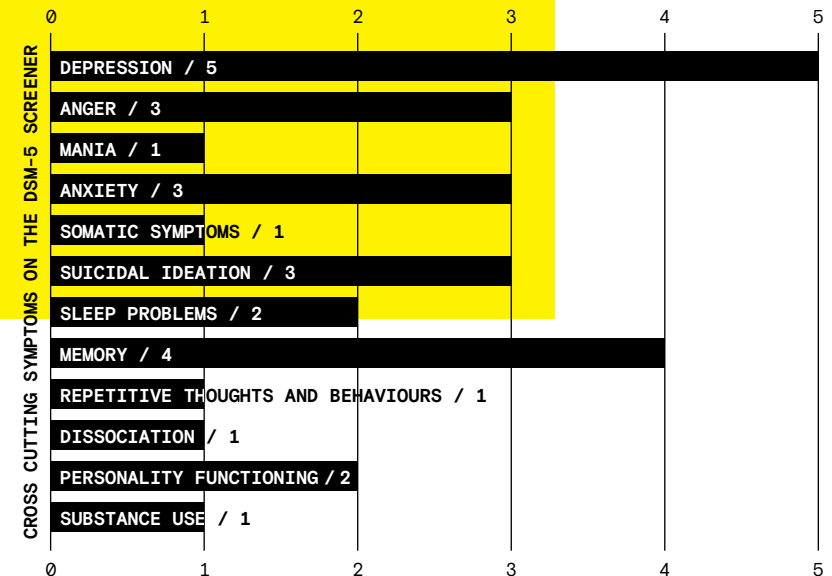 0 1 2 3 4 5
CROSS CUTTING SYMPTOMS ON THE DSM-5 SCREENER
DEPRESSION / 5
ANGER / 3
MANIA / 1
ANXIETY / 3
SOMATIC SYMPTOMS / 1
SUICIDAL IDEATION / 3
SLEEP PROBLEMS / 2
MEMORY / 4
REPETITIVE THOUGHTS AND BEHAVIOURS / 1
DISSOCIATION / 1
PERSONALITY FUNCTIONING / 2
SUBSTANCE USE / 1
0 1 2 3 4 5